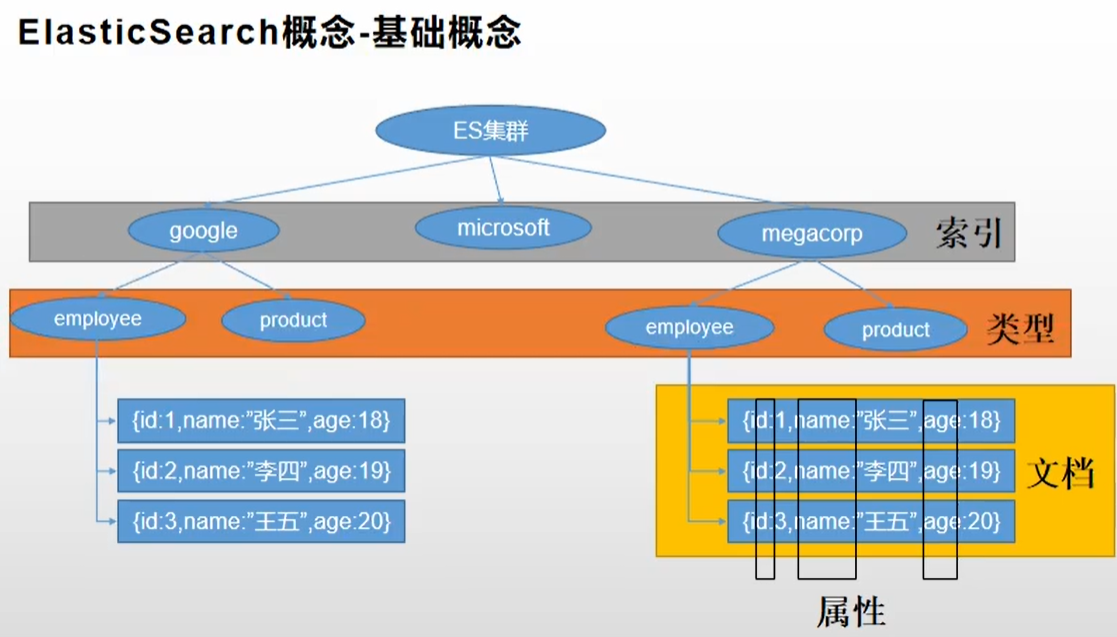 ElasticSearch概念-基础概念
ES集群
google
microsoft
megacorp
索引
employee
product
employee
product
类型
{id:1,name:”张三”,age:18}
{id:2,name:”李四”,age:19}
{id:3,name:”王五”,age:20}
{id:1,name:”张三”,age:18}
{id:2,name:”李四”,age:19}
{id:3,name:”王五”,age:20}
文档
属性